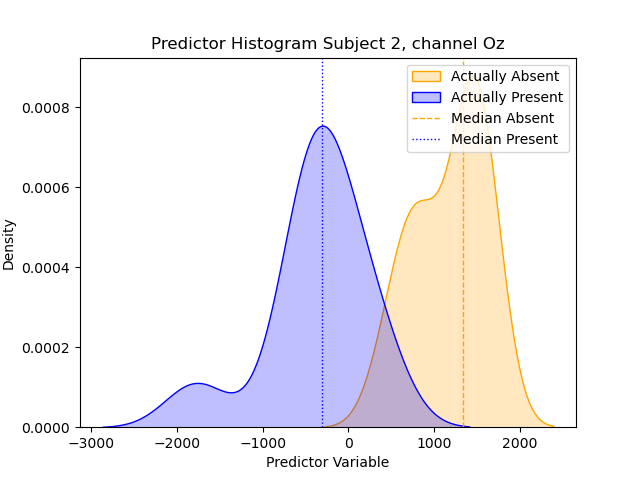 Predictor Histogram Subject 2, channel Oz
Actually Absent
Actually Present
Median Absent
Median Present
Density
0.0008
0.0006
0.0004
0.0002
0.0000
−3000 −2000 −1000 0 1000 2000
Predictor Variable